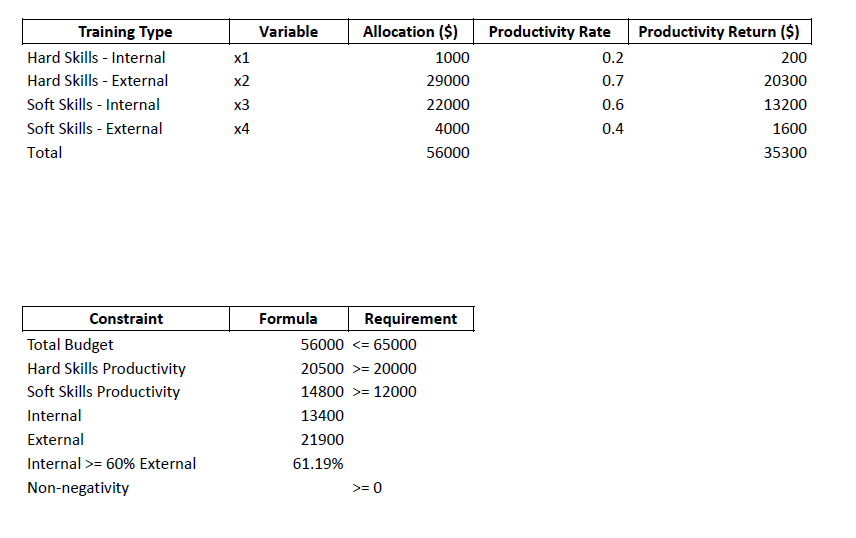 Training Type Variable Allocation ($) Productivity Rate Productivity Return ($)
Hard Skills - Internal x1 1000 0.2 200
Hard Skills - External x2 29000 0.7 20300
Soft Skills - Internal x3 22000 0.6 13200
Soft Skills - External x4 4000 0.4 1600
Total 56000 35300
Constraint Formula Requirement
Total Budget 56000 <= 65000
Hard Skills Productivity 20500 >= 20000
Soft Skills Productivity 14800 >= 12000
Internal 13400
External 21900
Internal >= 60% External 61.19%
Non-negativity >= 0